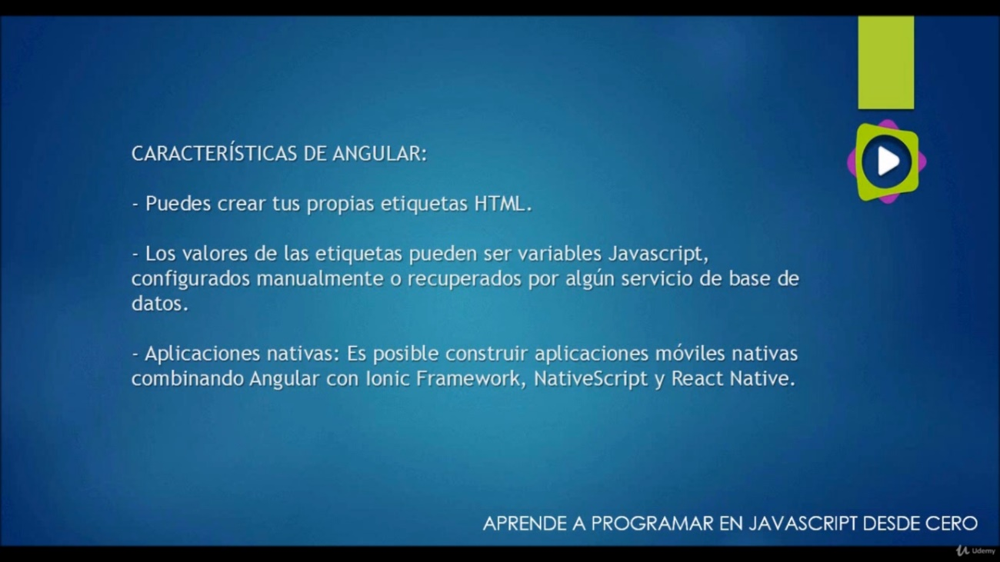 CARACTERÍSTICAS DE ANGULAR:
- Puedes crear tus propias etiquetas HTML.
- Los valores de las etiquetas pueden ser variables Javascript,
configurados manualmente o recuperados por algún servicio de base de
datos.
- Aplicaciones nativas: Es posible construir aplicaciones móviles nativas
combinando Angular con Ionic Framework, NativeScript y React Native.
APRENDE A PROGRAMAR EN JAVASCRIPT DESDE CERO
Udemy